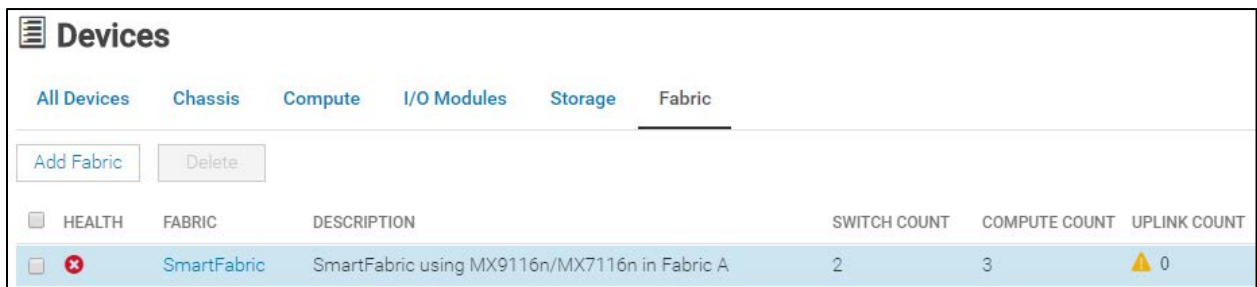 Devices
All Devices Chassis Compute I/O Modules Storage Fabric
Add Fabric Delete
HEALTH FABRIC DESCRIPTION SWITCH COUNT COMPUTE COUNT UPLINK COUNT
SmartFabric SmartFabric using MX9116n/MX7116n in Fabric A 2 3 0